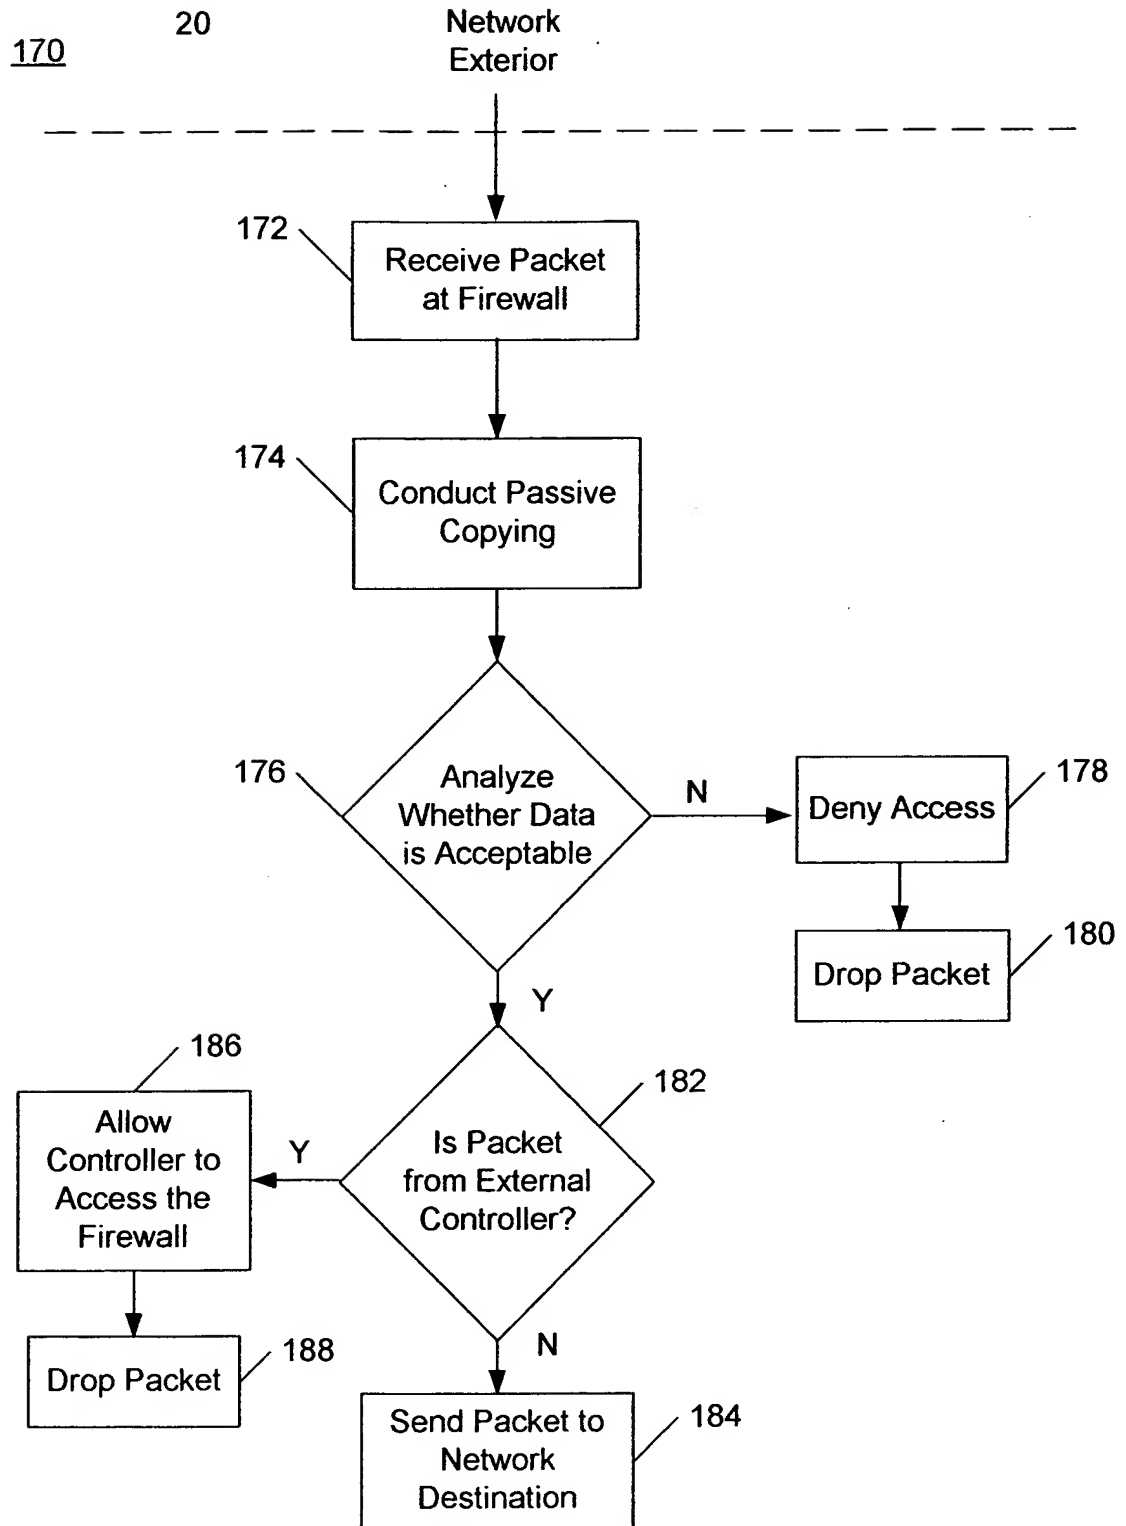 20
Network
Exterior
170
172
Receive Packet
at Firewall
174
Conduct Passive
Copying
176
Analyze
Whether Data
is Acceptable
N
178
Deny Access
180
Drop Packet
Y
186
Allow
Controller to
Access the
Firewall
Y
182
Is Packet
from External
Controller?
188
Drop Packet
N
184
Send Packet to
Network
Destination